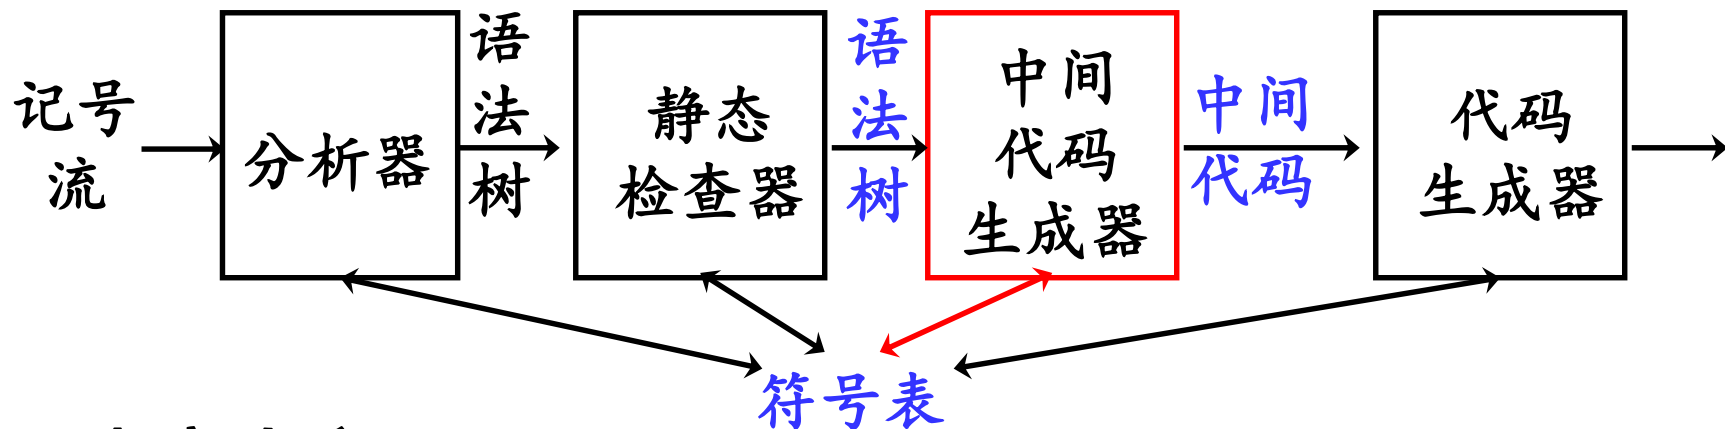 记号
流
分析器
语
法
树
静态
检查器
语
法
树
中间
代码
生成器
中间
代码
代码
生成器
符号表